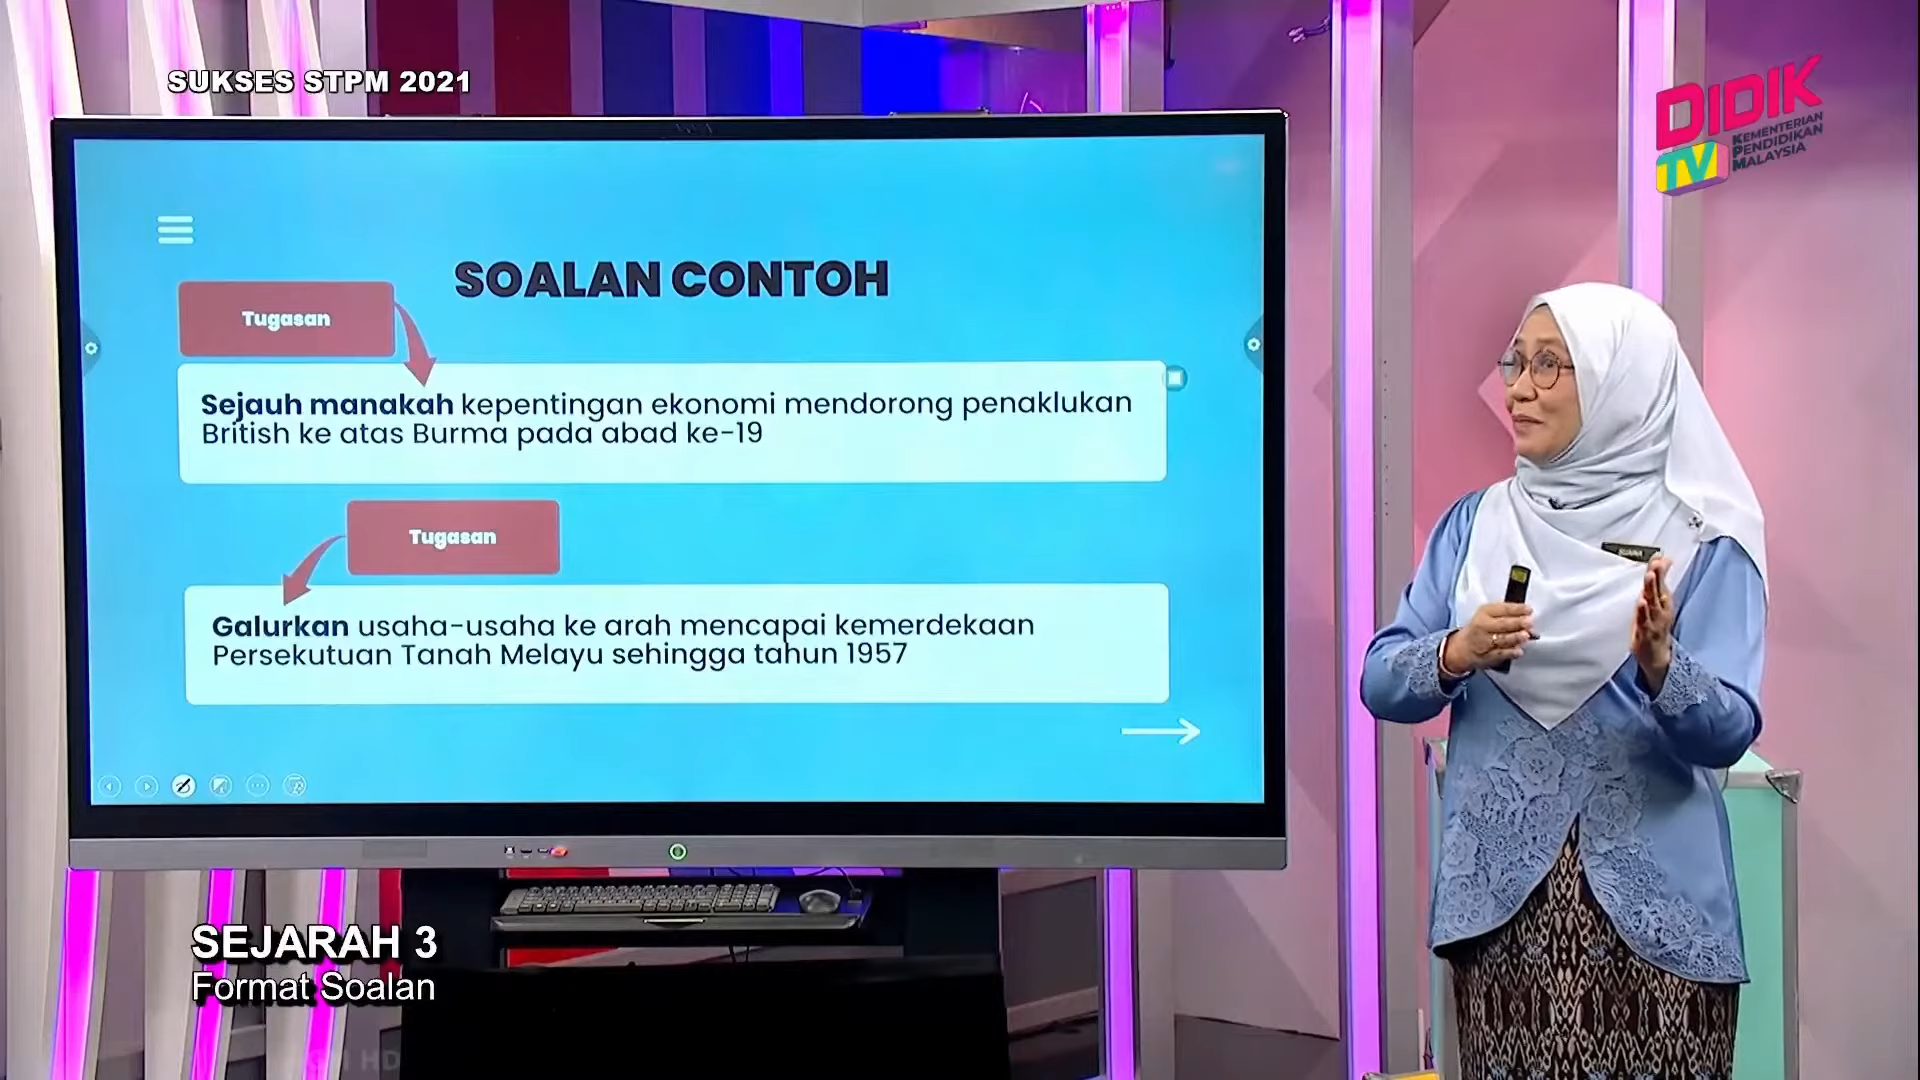 SUKSES STPM 2021
DIDIK
TV
KEMENTERIAN
PENDIDIKAN
MALAYSIA
SOALAN CONTOH
Tugasan
Sejauh manakah kepentingan ekonomi mendorong penaklukan
British ke atas Burma pada abad ke-19
Tugasan
Galurkan usaha-usaha ke arah mencapai kemerdekaan
Persekutuan Tanah Melayu sehingga tahun 1957
SEJARAH 3
Format Soalan